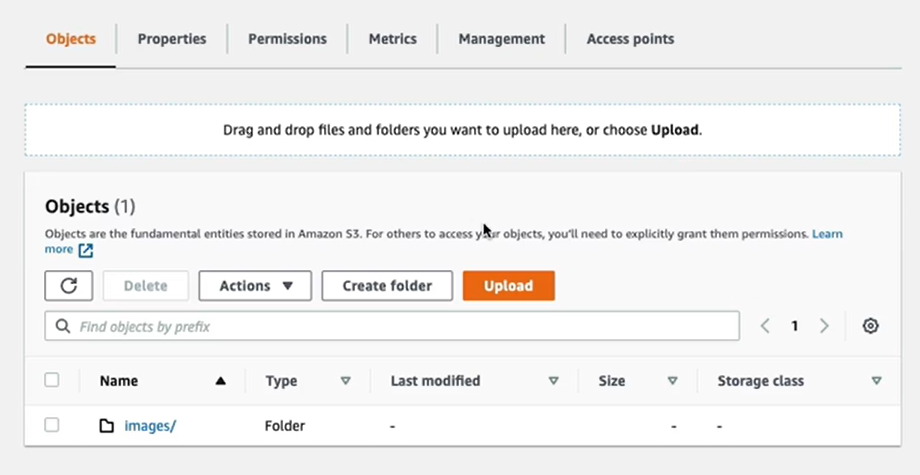 Objects
Properties
Permissions
Metrics
Management
Access points
Drag and drop files and folders you want to upload here, or choose Upload.
Objects (1)
Objects are the fundamental entities stored in Amazon S3. For others to access your objects, you'll need to explicitly grant them permissions. Learn
more
Delete
Actions
Create folder
Upload
Find objects by prefix
1
Name
Type
Last modified
Size
Storage class
images/
Folder
-
-
-